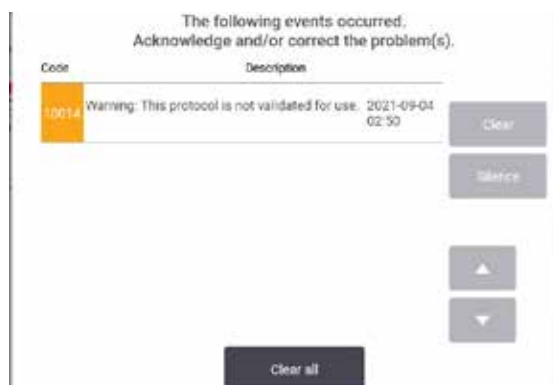 The following events occurred.
Acknowledge and/or correct the problem(s).
Code Description
10014 Warning: This protocol is not validated for use. 2021-09-04
02:50
Clear
Silence
Clear all